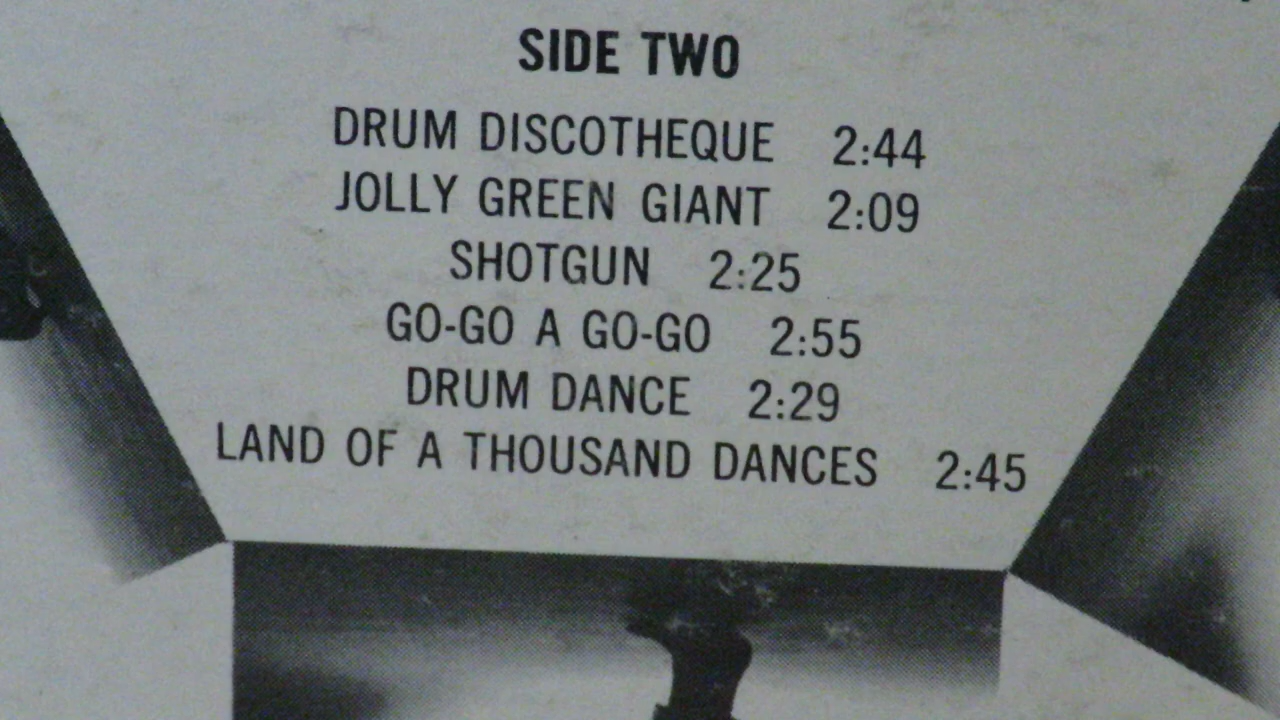 SIDE TWO
DRUM DISCOTHEQUE 2:44
JOLLY GREEN GIANT 2:09
SHOTGUN 2:25
GO-GO A GO-GO 2:55
DRUM DANCE 2:29
LAND OF A THOUSAND DANCES 2:45